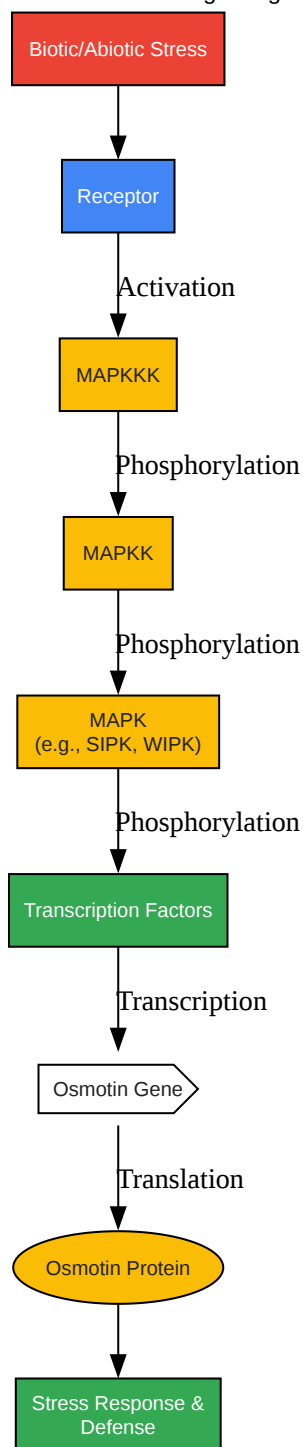 Biotic/Abiotic Stress
Receptor
Activation
MAPKKK
Phosphorylation
MAPKK
Phosphorylation
MAPK
(e.g., SIPK, WIPK)
Phosphorylation
Transcription Factors
Transcription
Osmotin Gene
Translation
Osmotin Protein
Stress Response &
Defense